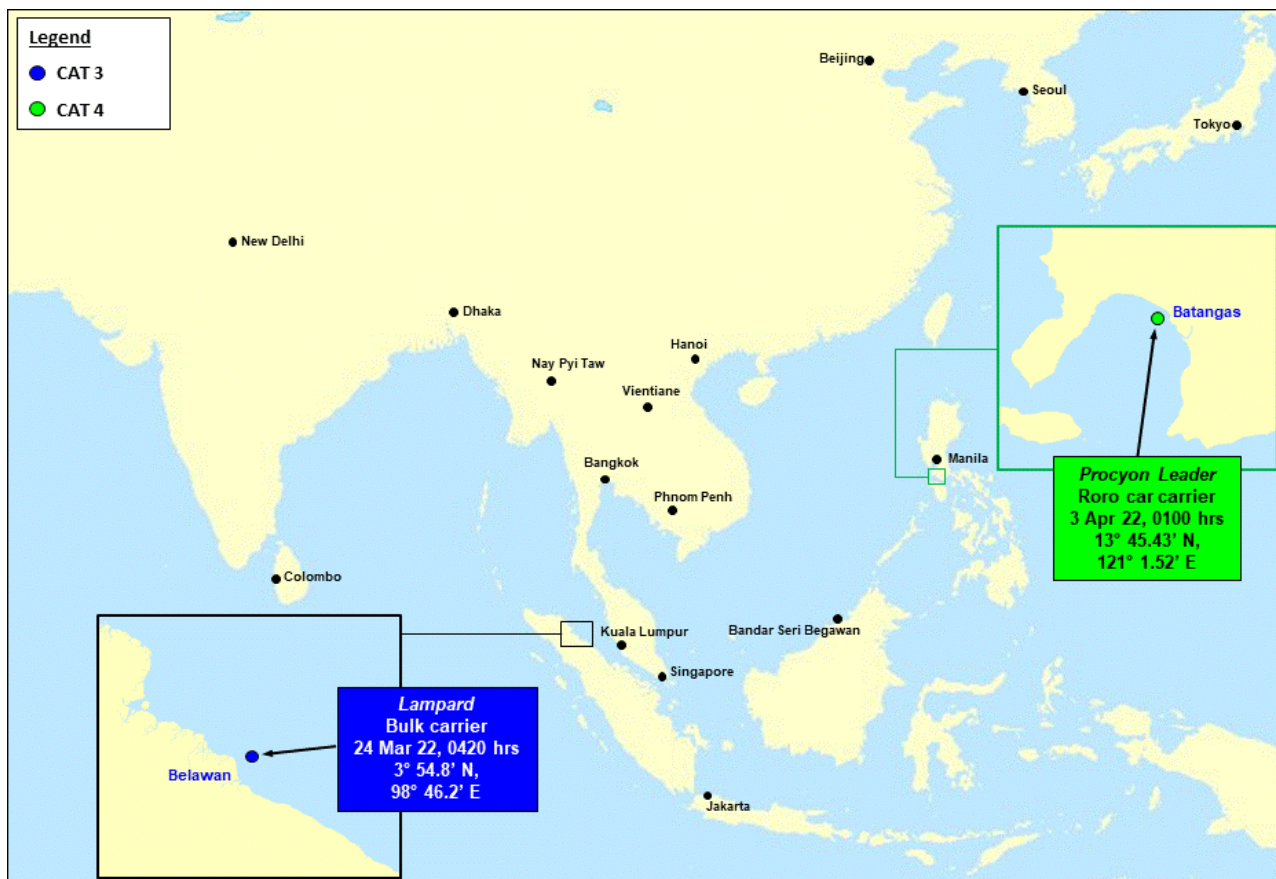 Legend
CAT 3
CAT 4
Beijing
Seoul
Tokyo
New Delhi
Dhaka
Nay Pyi Taw
Hanoi
Vientiane
Bangkok
Phnom Penh
Manila
Batangas
Procyon Leader
Roro car carrier
3 Apr 22, 0100 hrs
13° 45.43’ N,
121° 1.52’ E
Colombo
Kuala Lumpur
Bandar Seri Begawan
Singapore
Jakarta
Belawan
Lampard
Bulk carrier
24 Mar 22, 0420 hrs
3° 54.8’ N,
98° 46.2’ E